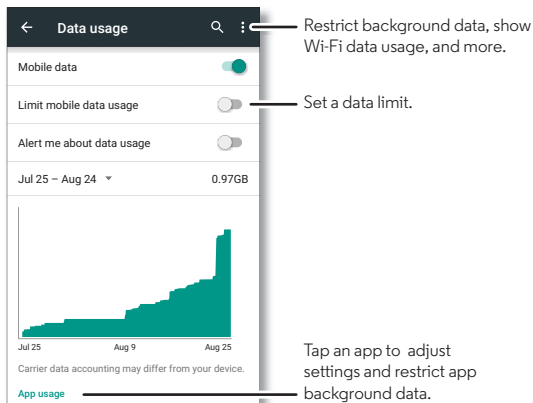 Data usage
Restrict background data, show
Wi-Fi data usage, and more.
Mobile data
Limit mobile data usage
Set a data limit.
Alert me about data usage
Jul 25 – Aug 24 0.97GB
Jul 25 Aug 9 Aug 25
Carrier data accounting may differ from your device.
App usage
Tap an app to adjust
settings and restrict app
background data.